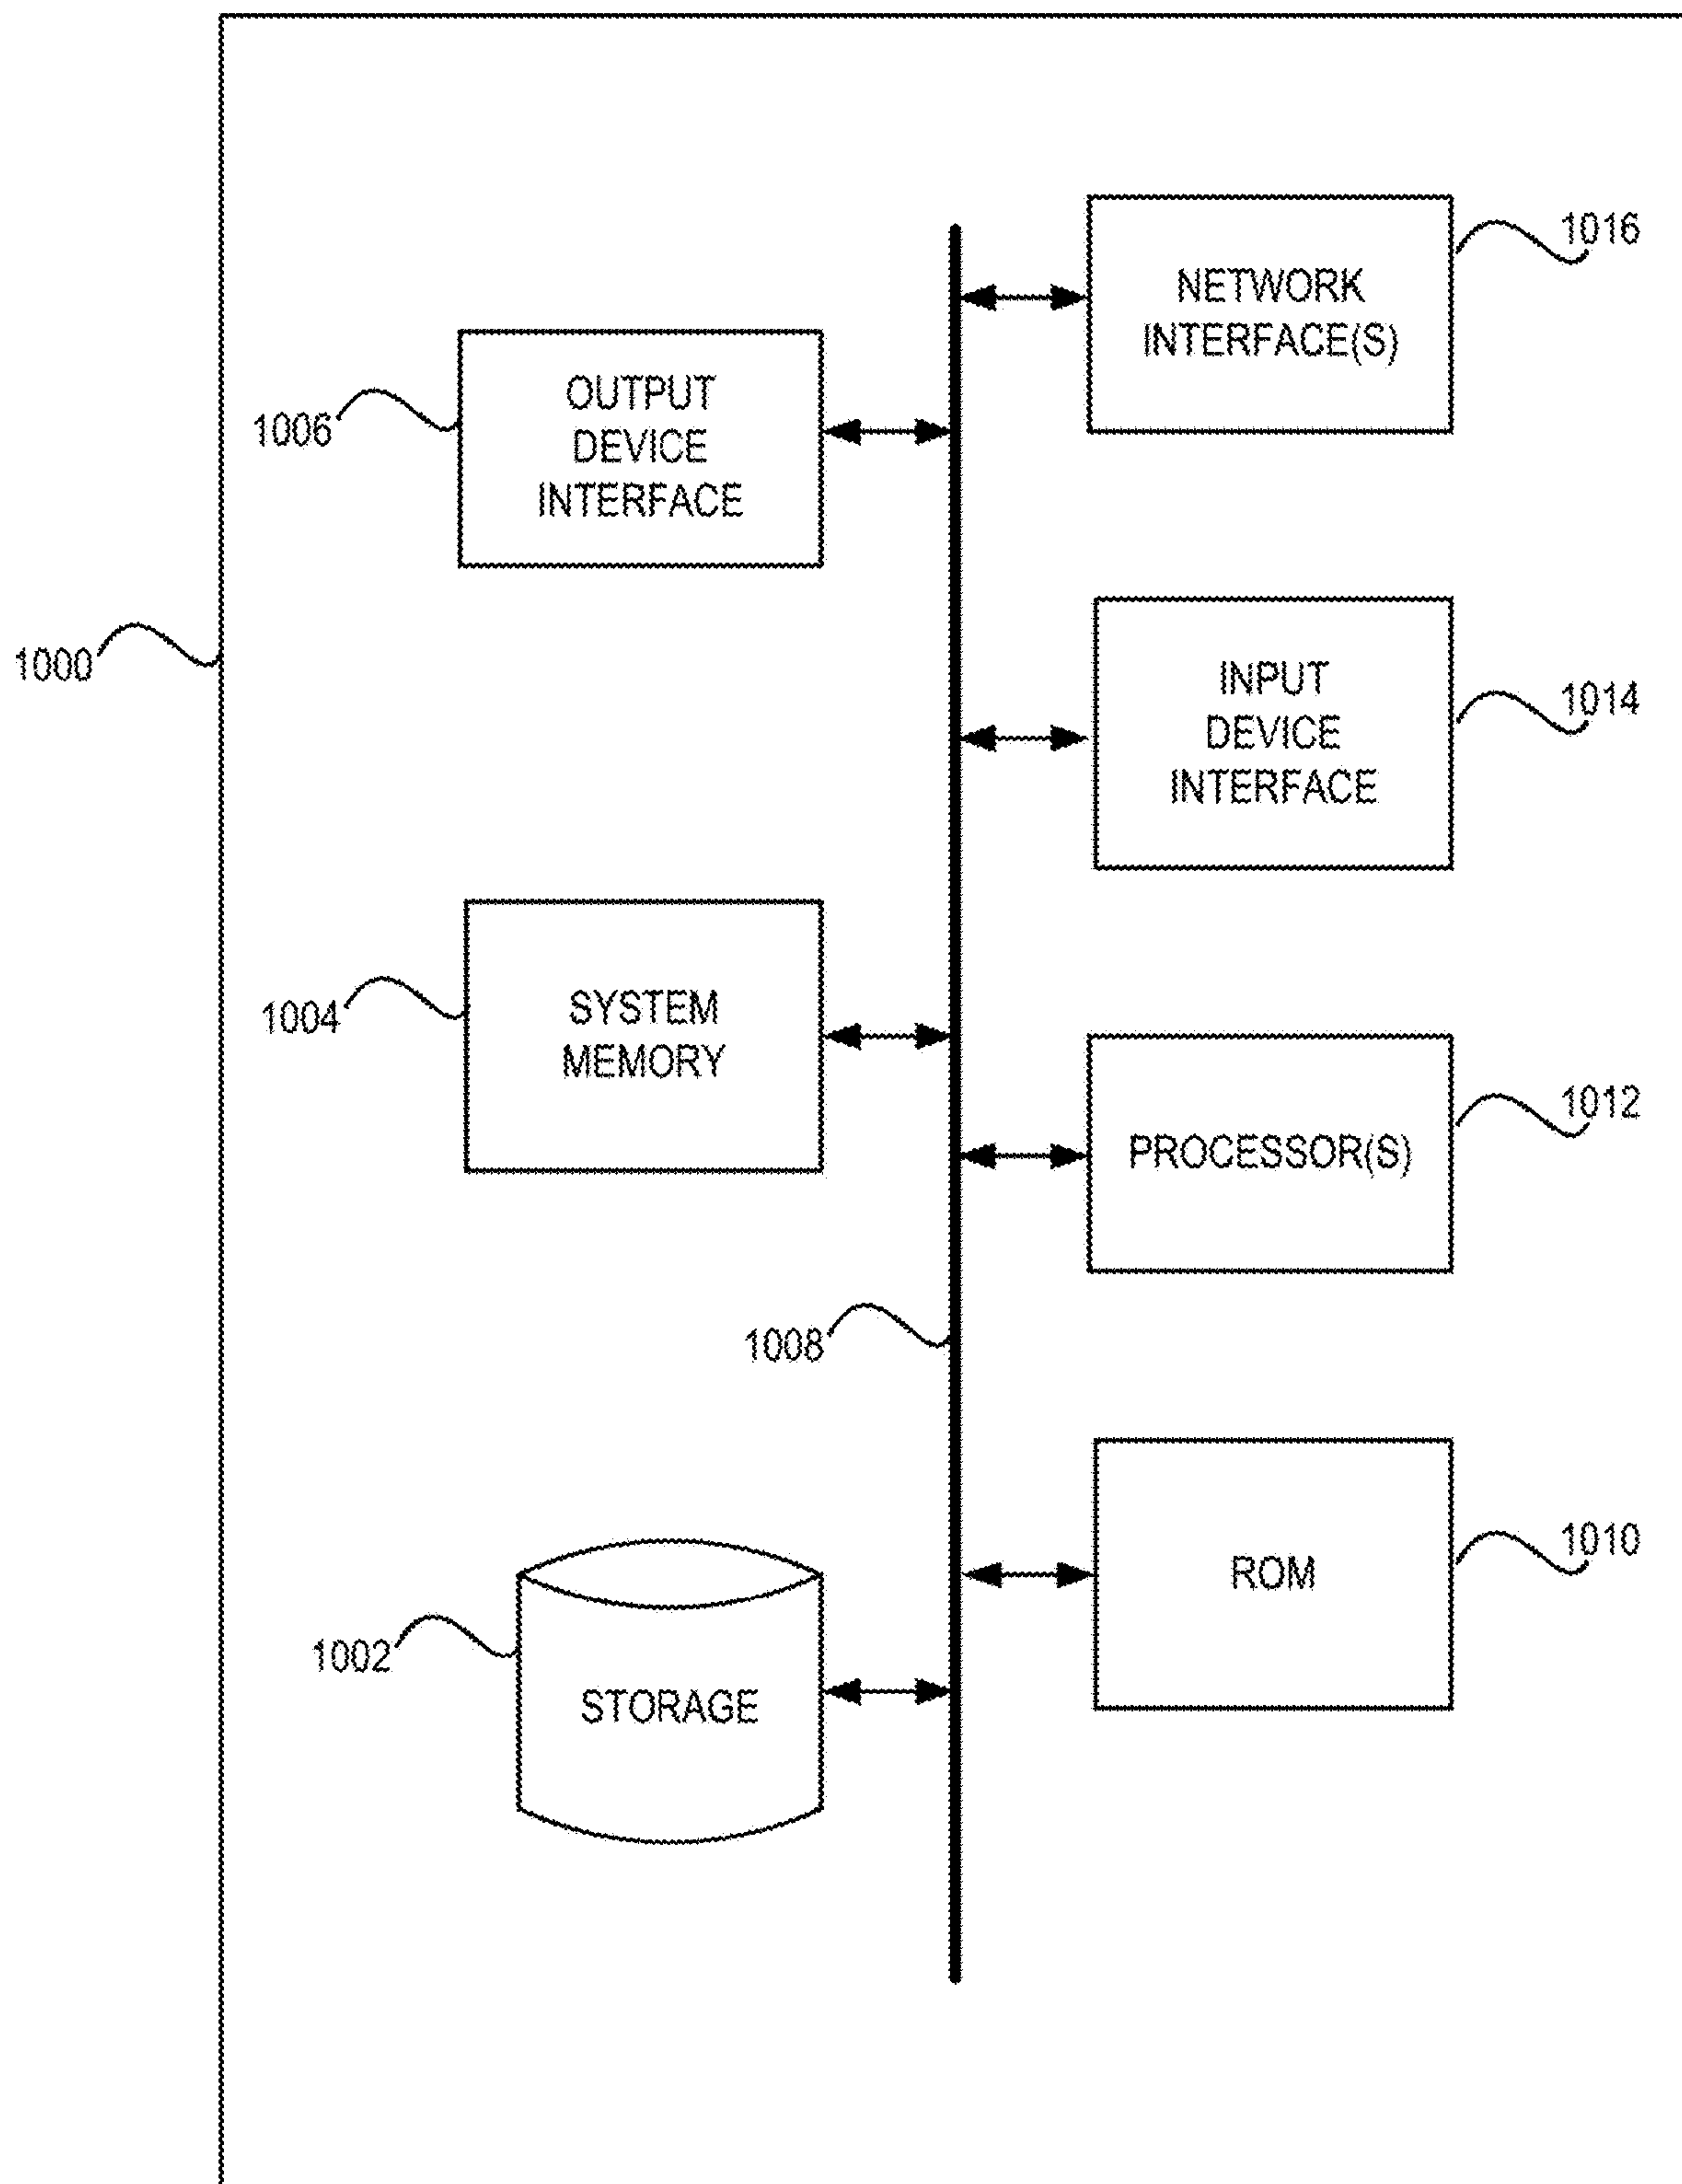 1016
NETWORK
INTERFACE(S)
OUTPUT
DEVICE
INTERFACE
1006
1000
INPUT
DEVICE
INTERFACE
1014
SYSTEM
MEMORY
1004
PROCESSOR(S)
1012
1008
ROM
1010
1002
STORAGE